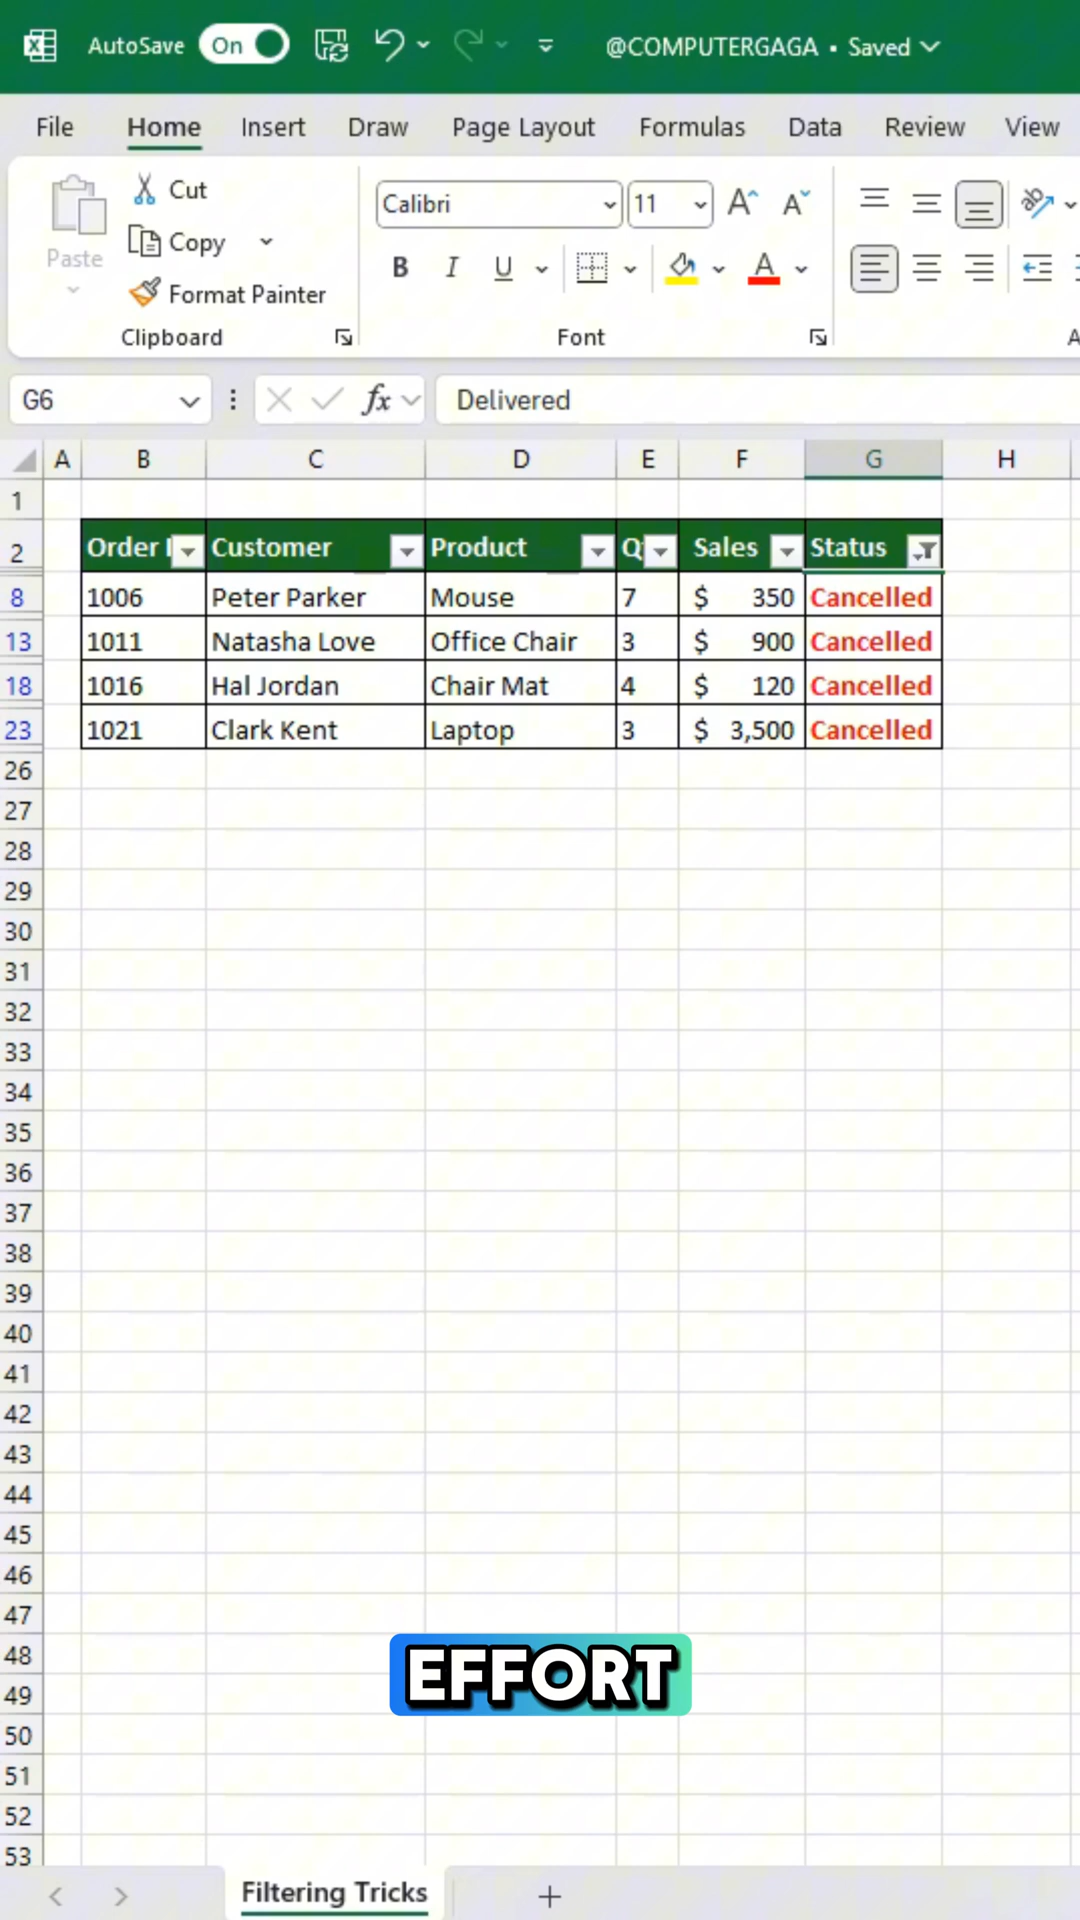 AutoSave On @COMPUTERGAGA • Saved
File Home Insert Draw Page Layout Formulas Data Review View
Paste
Cut
Copy
Format Painter
Clipboard
Calibri 11
B I U A
Font
G6 fx Delivered
A B C D E F G H
1
2 Order Customer Product Q Sales Status
8 1006 Peter Parker Mouse 7 $ 350 Cancelled
13 1011 Natasha Love Office Chair 3 $ 900 Cancelled
18 1016 Hal Jordan Chair Mat 4 $ 120 Cancelled
23 1021 Clark Kent Laptop 3 $ 3,500 Cancelled
26
27
28
29
30
31
32
33
34
35
36
37
38
39
40
41
42
43
44
45
46
47
48
EFFORT
49
50
51
52
53
Filtering Tricks